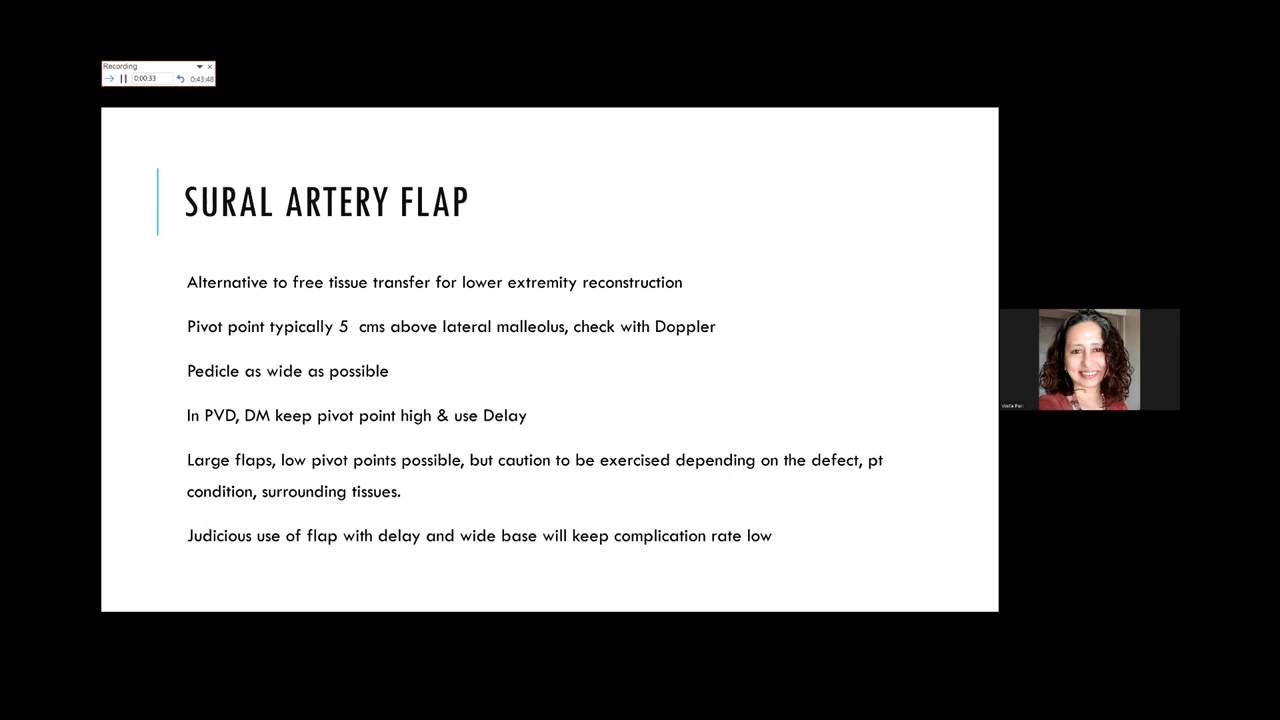 Recording
0:00:33
0:43:48
SURAL ARTERY FLAP
Alternative to free tissue transfer for lower extremity reconstruction
Pivot point typically 5 cms above lateral malleolus, check with Doppler
Pedicle as wide as possible
In PVD, DM keep pivot point high & use Delay
Large flaps, low pivot points possible, but caution to be exercised depending on the defect, pt
condition, surrounding tissues.
Judicious use of flap with delay and wide base will keep complication rate low